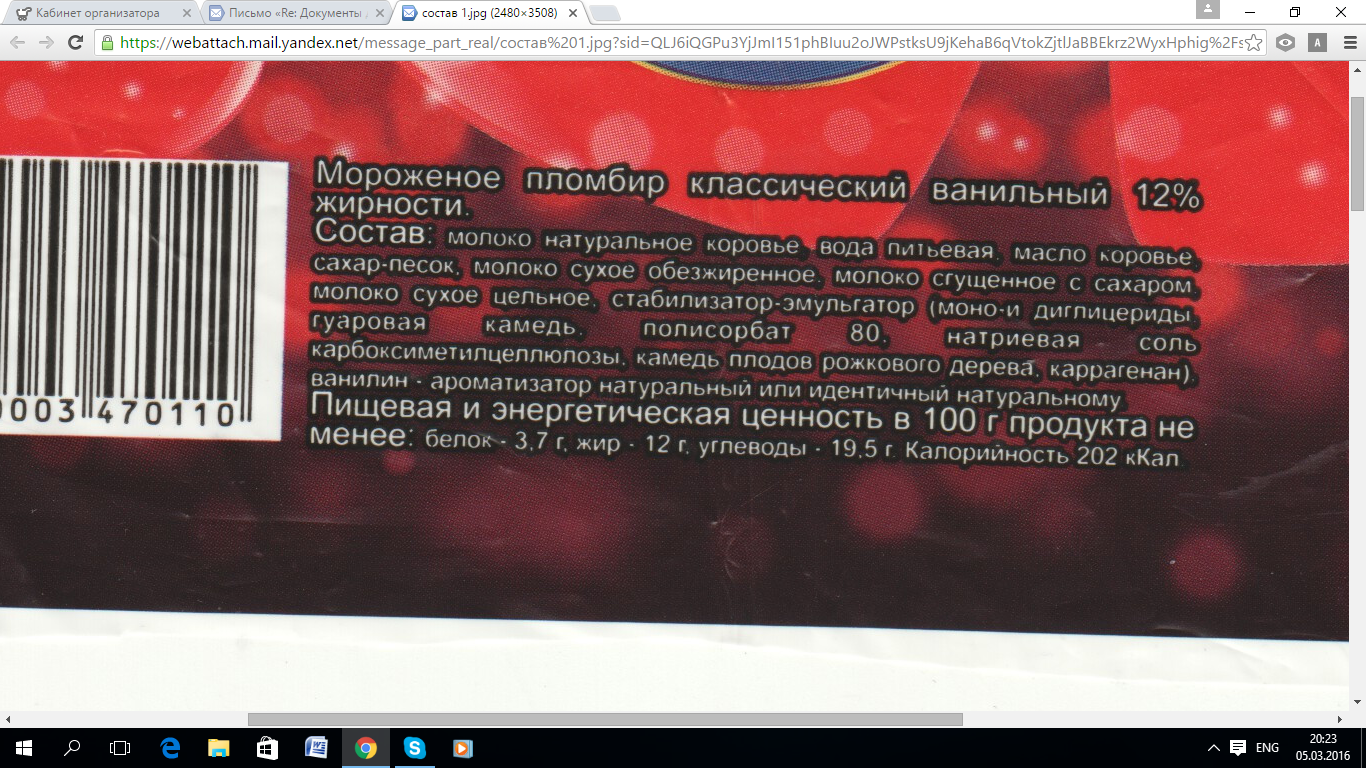 Кабинет организатора
Письмо «Re: Документы
состав 1.jpg (2480×3508)
https://webattach.mail.yandex.net/message_part_real/состав%201.jpg?sid=QLJ6iQGPu3YjJmI151phBIuu2oJWPstksU9jKehaB6qVtokZjtlJaBBEkrz2WyxHphig%2Fs
Мороженое пломбир классический ванильный 12%
жирности.
Состав: молоко натуральное коровье, вода питьевая, масло коровье,
сахар-песок, молоко сухое обезжиренное, молоко сгущенное с сахаром,
молоко сухое цельное, стабилизатор-эмульгатор (моно-и диглицериды,
гуаровая камедь, полисорбат 80, натриевая соль
карбоксиметилцеллюлозы, камедь плодов рожкового дерева, каррагенан),
ванилин - ароматизатор натуральный или идентичный натуральному
Пищевая и энергетическая ценность в 100 г продукта не
менее: белок - 3,7 г, жир - 12 г, углеводы - 19,5 г. Калорийность 202 кКал.
0003 470110
ENG
20:23
05.03.2016